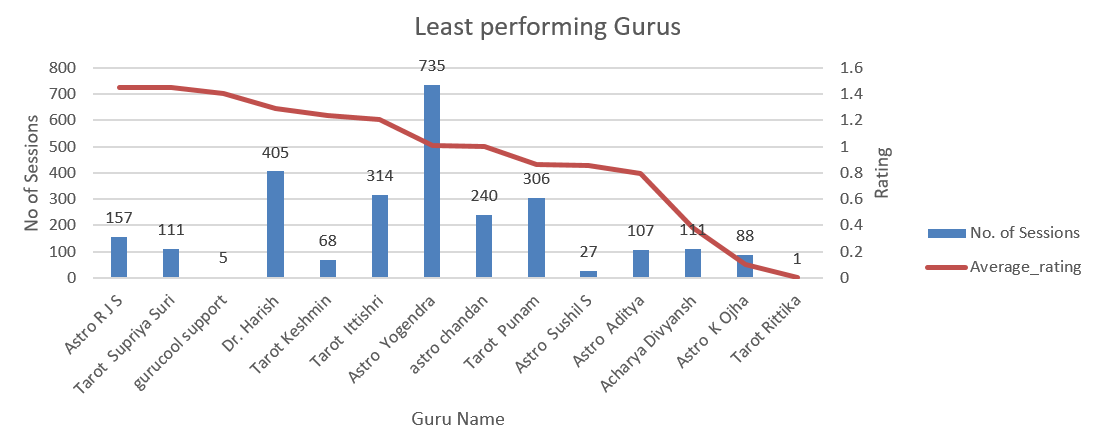 Least performing Gurus
800
700
600
500
400
300
200
100
0
No of Sessions
1.6
1.4
1.2
1
0.8
0.6
0.4
0.2
0
Rating
157
111
5
405
68
314
735
240
306
27
107
111
88
1
Astro R J S
Tarot Supriya Suri
gurucool support
Dr. Harish
Tarot Keshmin
Tarot Ittishri
Astro Yogendra
astro chandan
Tarot Punam
Astro Sushil S
Astro Aditya
Acharya Divyansh
Astro K Ojha
Tarot Rittika
Guru Name
No. of Sessions
Average_rating